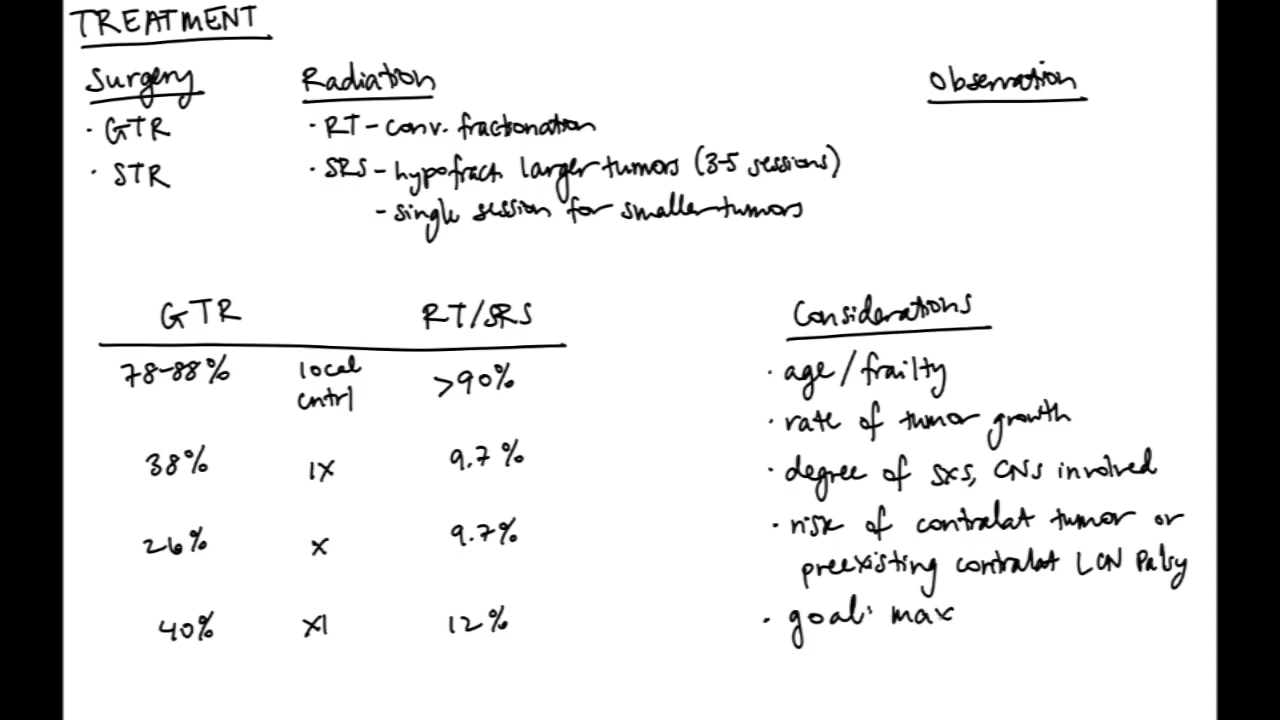 TREATMENT
Surgery Radiation Observation
· GTR · RT - conv. fractionation
· STR · SRS - hypofract. larger tumors (3-5 sessions)
- single session for smaller tumors
GTR RT/SRS Considerations
78-88% local cntrl >90% · age/frailty
· rate of tumor growth
38% IX 9.7% · degree of sxs, CNs involved
26% X 9.7% · risk of contralat tumor or
preexisting contralat LCN palsy
40% XI 12% · goal: max